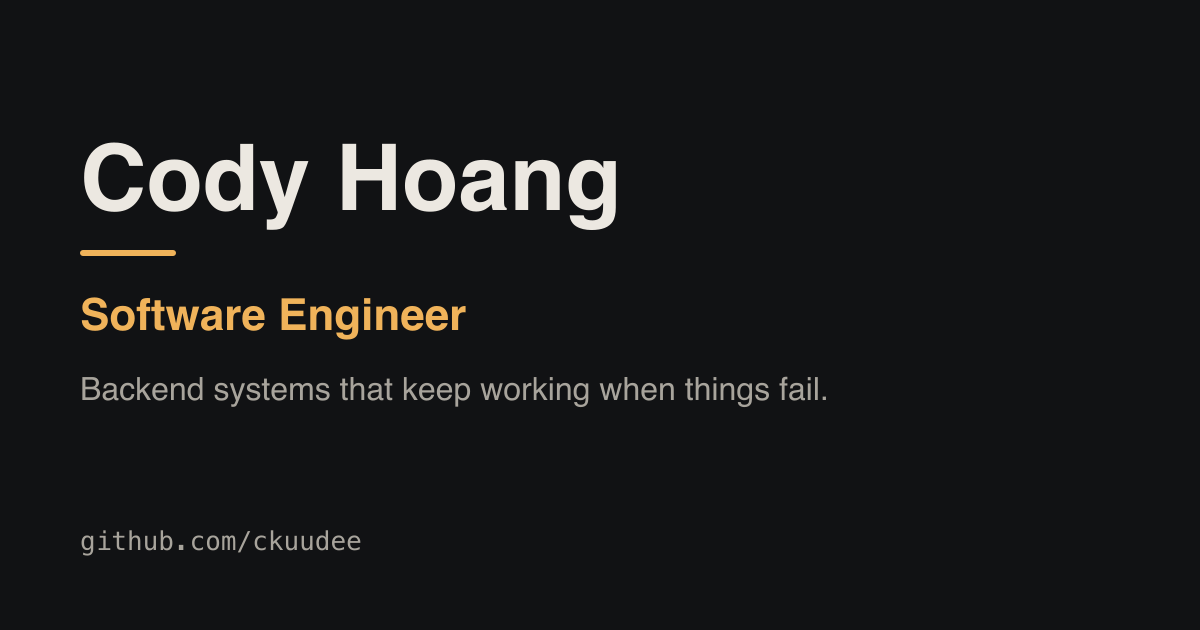 Cody Hoang
Software Engineer
Backend systems that keep working when things fail.
github.com/ckuudee